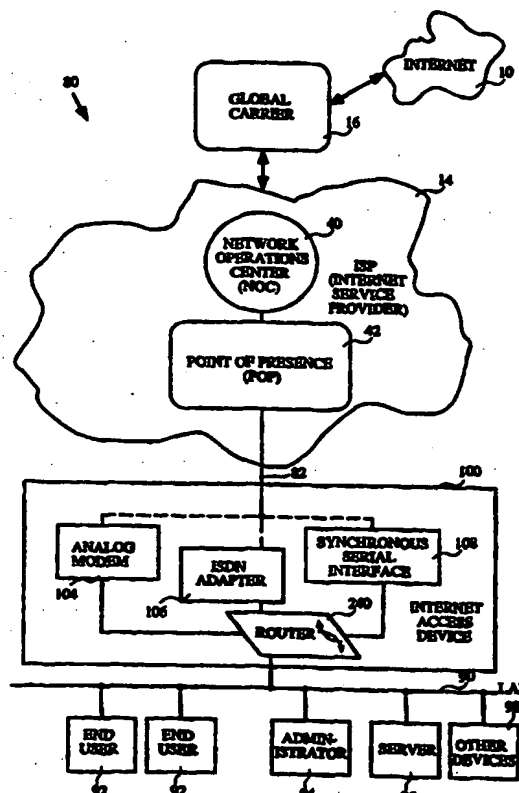 INTERNET
10
80
GLOBAL
CARRIER
16
14
40
NETWORK
OPERATIONS
CENTER
(NOC)
ISP
(INTERNET
SERVICE
PROVIDER)
42
POINT OF PRESENCE
(POP)
82
100
ANALOG
MODEM
104
ISDN
ADAPTER
106
SYNCHRONOUS
SERIAL
INTERFACE
108
240
ROUTER
INTERNET
ACCESS
DEVICE
90
END
USER
92
END
USER
92
ADMIN-
ISTRATOR
94
SERVER
OTHER
DEVICES
98